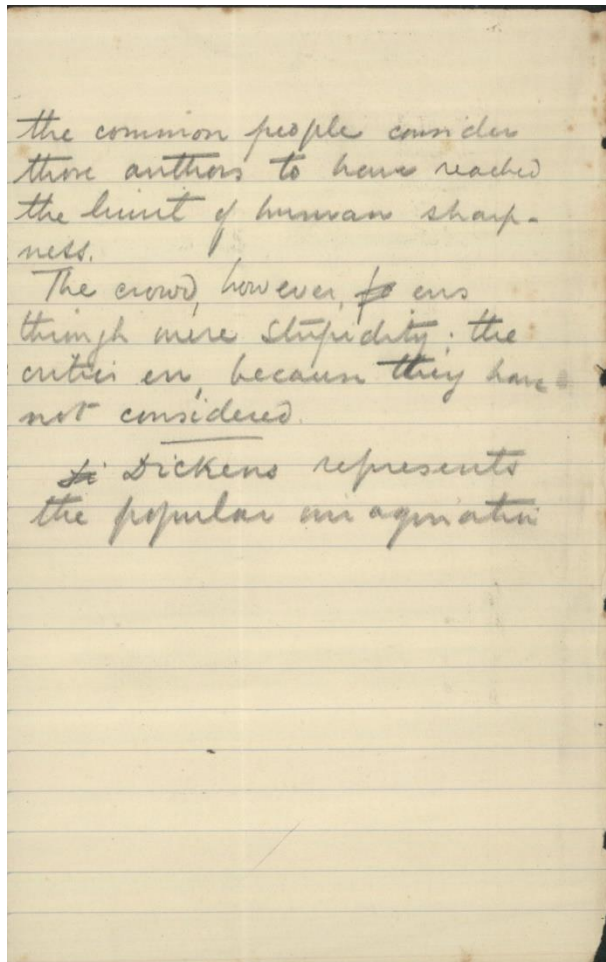 the common people consider
those authors to have reached
the limit of human sharp-
ness.
The crowd, however, errs
through mere stupidity; the
critics err, because they have
not considered.
Dickens represents
the popular imagination